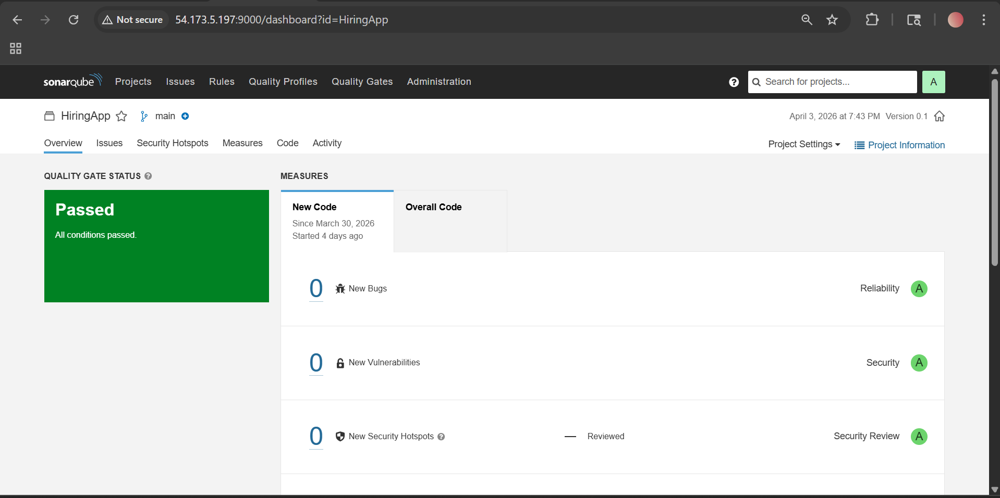 Not secure 54.173.5.197:9000/dashboard?id=HiringApp
sonarqube Projects Issues Rules Quality Profiles Quality Gates Administration ? Search for projects... A
HiringApp main April 3, 2026 at 7:43 PM Version 0.1
Overview Issues Security Hotspots Measures Code Activity Project Settings Project Information
QUALITY GATE STATUS ?
Passed
All conditions passed.
MEASURES
New Code
Since March 30, 2026
Started 4 days ago
Overall Code
0 New Bugs Reliability A
0 New Vulnerabilities Security A
0 New Security Hotspots ? — Reviewed Security Review A